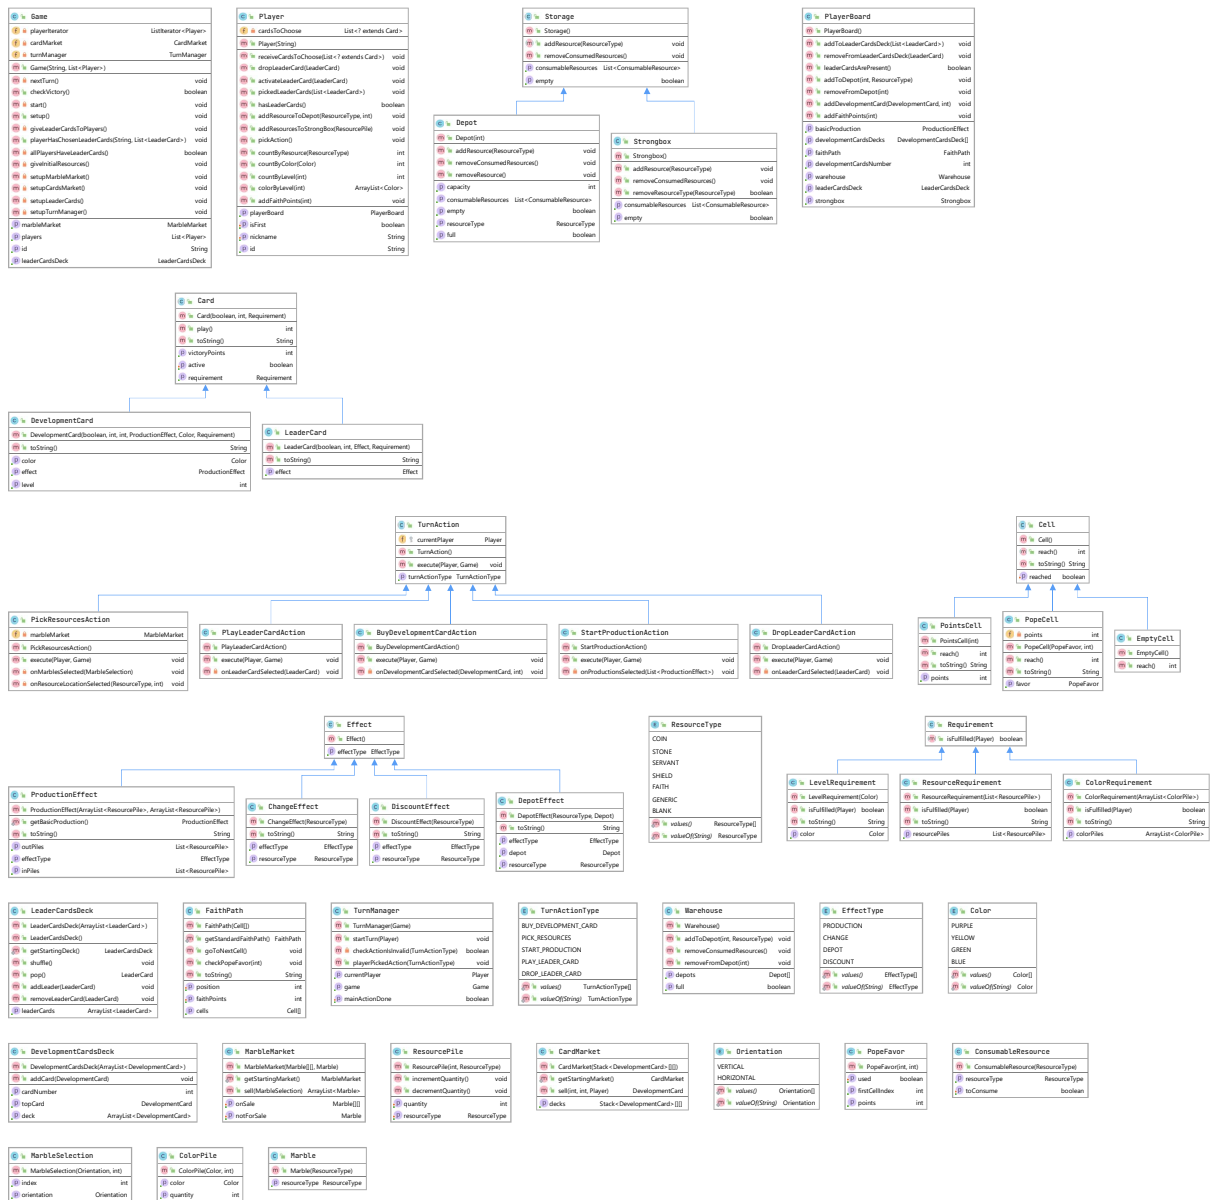 Game
playerIterator ListIterator<Player>
cardMarket CardMarket
turnManager TurnManager
Game(String, List<Player>)
nextTurn() void
checkVictory() boolean
start() void
setup() void
giveLeaderCardsToPlayers() void
playerHasChosenLeaderCards(String, List<LeaderCard>) void
allPlayersHaveLeaderCards() boolean
giveInitialResources() void
setupMarbleMarket() void
setupCardsMarket() void
setupLeaderCards() void
setupTurnManager() void
marbleMarket MarbleMarket
players List<Player>
id String
leaderCardsDeck LeaderCardsDeck
Player
cardsToChoose List<? extends Card>
Player(String)
receiveCardsToChoose(List<? extends Card>) void
dropLeaderCard(LeaderCard) void
activateLeaderCard(LeaderCard) void
pickedLeaderCards(List<LeaderCard>) void
hasLeaderCards() boolean
addResourceToDepot(ResourceType, int) void
addResourcesToStrongBox(ResourcePile) void
pickAction() void
countByResource(ResourceType) int
countByColor(Color) int
countByLevel(int) int
colorByLevel(int) ArrayList<Color>
addFaithPoints(int) void
playerBoard PlayerBoard
isFirst boolean
nickname String
id String
Storage
Storage()
addResource(ResourceType) void
removeConsumedResources() void
consumableResources List<ConsumableResource>
empty boolean
Depot
Depot(int)
addResource(ResourceType) void
removeConsumedResources() void
removeResource() void
capacity int
consumableResources List<ConsumableResource>
empty boolean
resourceType ResourceType
full boolean
Strongbox
Strongbox()
addResource(ResourceType) void
removeConsumedResources() void
removeResourceType(ResourceType) boolean
consumableResources List<ConsumableResource>
empty boolean
PlayerBoard
PlayerBoard()
addToLeaderCardsDeck(List<LeaderCard>) void
removeFromLeaderCardsDeck(LeaderCard) void
leaderCardsArePresent() boolean
addToDepot(int, ResourceType) void
removeFromDepot(int) void
addDevelopmentCard(DevelopmentCard, int) void
addFaithPoints(int) void
basicProduction ProductionEffect
developmentCardsDecks DevelopmentCardsDeck[]
faithPath FaithPath
developmentCardsNumber int
warehouse Warehouse
leaderCardsDeck LeaderCardsDeck
strongbox Strongbox
Card
Card(boolean, int, Requirement)
play() int
toString() String
victoryPoints int
active boolean
requirement Requirement
DevelopmentCard
DevelopmentCard(boolean, int, int, ProductionEffect, Color, Requirement)
toString() String
color Color
effect ProductionEffect
level int
LeaderCard
LeaderCard(boolean, int, Effect, Requirement)
toString() String
effect Effect
TurnAction
currentPlayer Player
TurnAction()
execute(Player, Game) void
turnActionType TurnActionType
PickResourcesAction
marbleMarket MarbleMarket
PickResourcesAction()
execute(Player, Game) void
onMarblesSelected(MarbleSelection) void
onResourceLocationSelected(ResourceType, int) void
PlayLeaderCardAction
PlayLeaderCardAction()
execute(Player, Game) void
onLeaderCardSelected(LeaderCard) void
BuyDevelopmentCardAction
BuyDevelopmentCardAction()
execute(Player, Game) void
onDevelopmentCardSelected(DevelopmentCard, int) void
StartProductionAction
StartProductionAction()
execute(Player, Game) void
onProductionsSelected(List<ProductionEffect>) void
DropLeaderCardAction
DropLeaderCardAction()
execute(Player, Game) void
onLeaderCardSelected(LeaderCard) void
Cell
Cell()
reach() int
toString() String
reached boolean
PointsCell
PointsCell(int)
reach() int
toString() String
points int
PopeCell
points int
PopeCell(PopeFavor, int)
reach() int
toString() String
favor PopeFavor
EmptyCell
EmptyCell()
reach() int
Effect
Effect()
effectType EffectType
ProductionEffect
ProductionEffect(ArrayList<ResourcePile>, ArrayList<ResourcePile>)
getBasicProduction() ProductionEffect
toString() String
outPiles List<ResourcePile>
effectType EffectType
inPiles List<ResourcePile>
ChangeEffect
ChangeEffect(ResourceType)
toString() String
effectType EffectType
resourceType ResourceType
DiscountEffect
DiscountEffect(ResourceType)
toString() String
effectType EffectType
resourceType ResourceType
DepotEffect
DepotEffect(ResourceType, Depot)
toString() String
effectType EffectType
depot Depot
resourceType ResourceType
ResourceType
COIN
STONE
SERVANT
SHIELD
FAITH
GENERIC
BLANK
values() ResourceType[]
valueOf(String) ResourceType
Requirement
isFulfilled(Player) boolean
LevelRequirement
LevelRequirement(Color)
isFulfilled(Player) boolean
toString() String
color Color
ResourceRequirement
ResourceRequirement(List<ResourcePile>)
isFulfilled(Player) boolean
toString() String
resourcePiles List<ResourcePile>
ColorRequirement
ColorRequirement(ArrayList<ColorPile>)
isFulfilled(Player) boolean
toString() String
colorPiles ArrayList<ColorPile>
LeaderCardsDeck
LeaderCardsDeck(ArrayList<LeaderCard>)
LeaderCardsDeck()
getStartingDeck() LeaderCardsDeck
shuffle() void
pop() LeaderCard
addLeader(LeaderCard) void
removeLeaderCard(LeaderCard) void
leaderCards ArrayList<LeaderCard>
FaithPath
FaithPath(Cell[])
getStandardFaithPath() FaithPath
goToNextCell() void
checkPopeFavor(int) void
toString() String
position int
faithPoints int
cells Cell[]
TurnManager
TurnManager(Game)
startTurn(Player) void
checkActionIsInvalid(TurnActionType) boolean
playerPickedAction(TurnActionType) void
currentPlayer Player
game Game
mainActionDone boolean
TurnActionType
BUY_DEVELOPMENT_CARD
PICK_RESOURCES
START_PRODUCTION
PLAY_LEADER_CARD
DROP_LEADER_CARD
values() TurnActionType[]
valueOf(String) TurnActionType
Warehouse
Warehouse()
addToDepot(int, ResourceType) void
removeConsumedResources() void
removeFromDepot(int) void
depots Depot[]
full boolean
EffectType
PRODUCTION
CHANGE
DEPOT
DISCOUNT
values() EffectType[]
valueOf(String) EffectType
Color
PURPLE
YELLOW
GREEN
BLUE
values() Color[]
valueOf(String) Color
DevelopmentCardsDeck
DevelopmentCardsDeck(ArrayList<DevelopmentCard>)
addCard(DevelopmentCard) void
cardNumber int
topCard DevelopmentCard
deck ArrayList<DevelopmentCard>
MarbleMarket
MarbleMarket(Marble[][], Marble)
getStartingMarket() MarbleMarket
sell(MarbleSelection) ArrayList<Marble>
onSale Marble[][]
notForSale Marble
ResourcePile
ResourcePile(int, ResourceType)
incrementQuantity() void
decrementQuantity() void
quantity int
resourceType ResourceType
CardMarket
CardMarket(Stack<DevelopmentCard>[][])
getStartingMarket() CardMarket
sell(int, int, Player) DevelopmentCard
decks Stack<DevelopmentCard>[][]
Orientation
VERTICAL
HORIZONTAL
values() Orientation[]
valueOf(String) Orientation
PopeFavor
PopeFavor(int, int)
used boolean
firstCellIndex int
points int
ConsumableResource
ConsumableResource(ResourceType)
resourceType ResourceType
toConsume boolean
MarbleSelection
MarbleSelection(Orientation, int)
index int
orientation Orientation
ColorPile
ColorPile(Color, int)
color Color
quantity int
Marble
Marble(ResourceType)
resourceType ResourceType